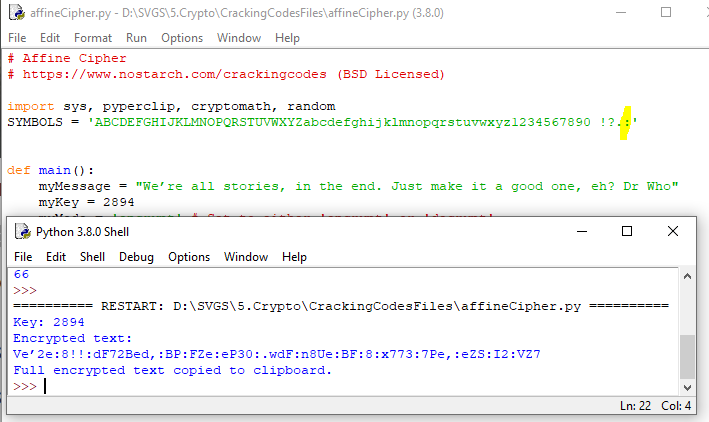 affineCipher.py - D:\SVGS\5.Crypto\CrackingCodesFiles\affineCipher.py (3.8.0)
File Edit Format Run Options Window Help
# Affine Cipher
# https://www.nostarch.com/crackingcodes (BSD Licensed)
import sys, pyperclip, cryptomath, random
SYMBOLS = 'ABCDEFGHIJKLMNOPQRSTUVWXYZabcdefghijklmnopqrstuvwxyz1234567890 !?.:'
def main():
myMessage = "We’re all stories, in the end. Just make it a good one, eh? Dr Who"
myKey = 2894
Python 3.8.0 Shell
File Edit Shell Debug Options Window Help
66
>>>
========== RESTART: D:\SVGS\5.Crypto\CrackingCodesFiles\affineCipher.py ==========
Key: 2894
Encrypted text:
Ve’2e:8!!:dF72Bed,:BP:FZe:eP30:.wdF:n8Ue:BF:8:x773:7Pe,:eZS:I2:VZ7
Full encrypted text copied to clipboard.
>>>
Ln: 22 Col: 4